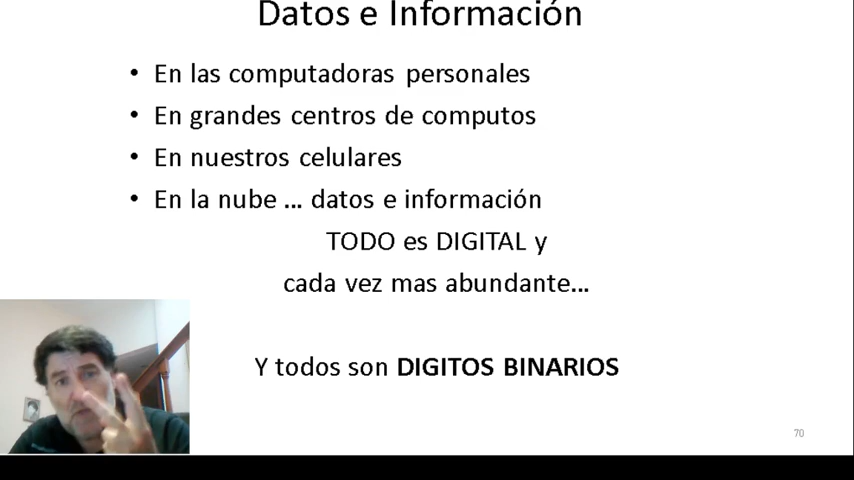 Datos e Información
• En las computadoras personales
• En grandes centros de computos
• En nuestros celulares
• En la nube ... datos e información
TODO es DIGITAL y
cada vez mas abundante...
Y todos son DIGITOS BINARIOS
70